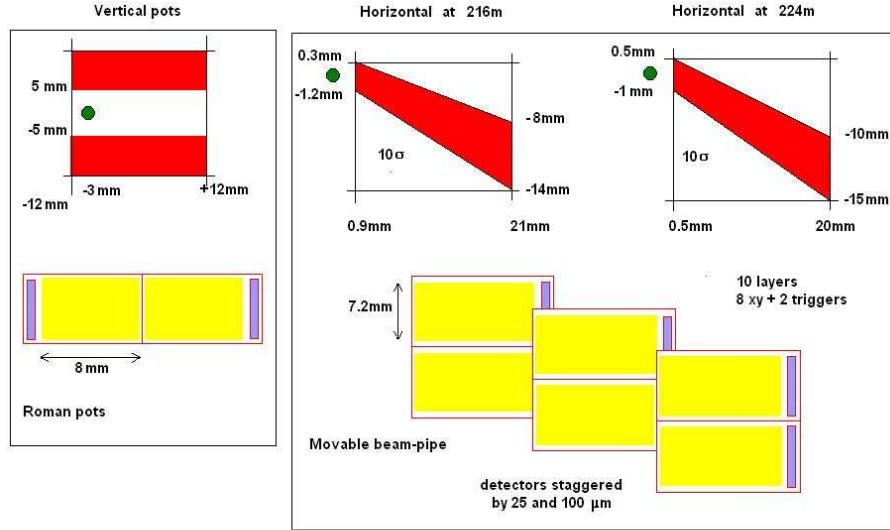 Vertical pots
5 mm
-5 mm
-3 mm
+12mm
-12 mm
8 mm
Roman pots
Horizontal at 216m
0.3mm
-1.2mm
-8mm
10 σ
-14mm
0.9mm
21mm
Horizontal at 224m
0.5mm
-1 mm
-10mm
10σ
-15mm
0.5mm
20mm
7.2mm
10 layers
8 xy + 2 triggers
Movable beam-pipe
detectors staggered
by 25 and 100 µm